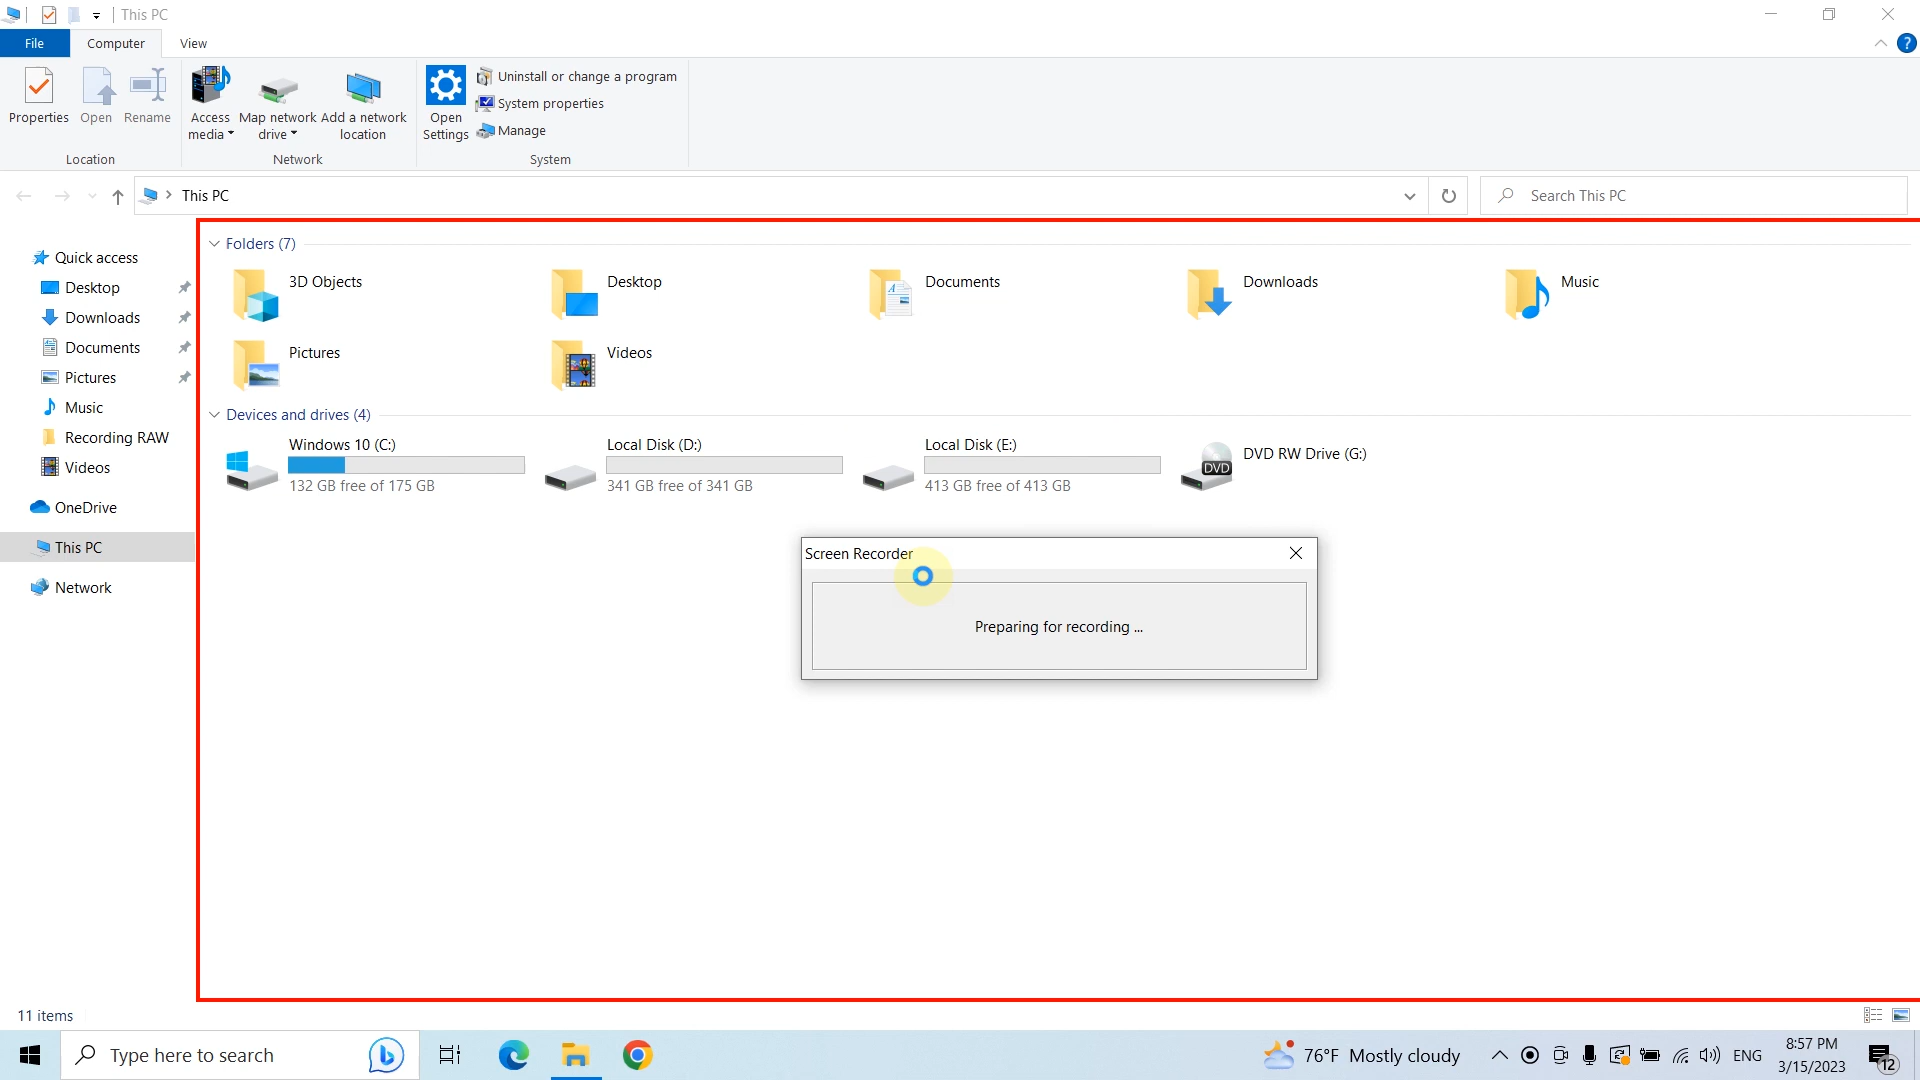 This PC
File Computer View
Properties Open Rename
Access media
Map network drive
Add a network location
Open Settings
Uninstall or change a program
System properties
Manage
Location Network System
This PC
Search This PC
Quick access
Desktop
Downloads
Documents
Pictures
Music
Recording RAW
Videos
OneDrive
This PC
Network
Folders (7)
3D Objects Desktop Documents Downloads Music
Pictures Videos
Devices and drives (4)
Windows 10 (C:)
132 GB free of 175 GB
Local Disk (D:)
341 GB free of 341 GB
Local Disk (E:)
413 GB free of 413 GB
DVD RW Drive (G:)
DVD
Screen Recorder
Preparing for recording ...
11 items
Type here to search
76°F Mostly cloudy
ENG
8:57 PM
3/15/2023
12